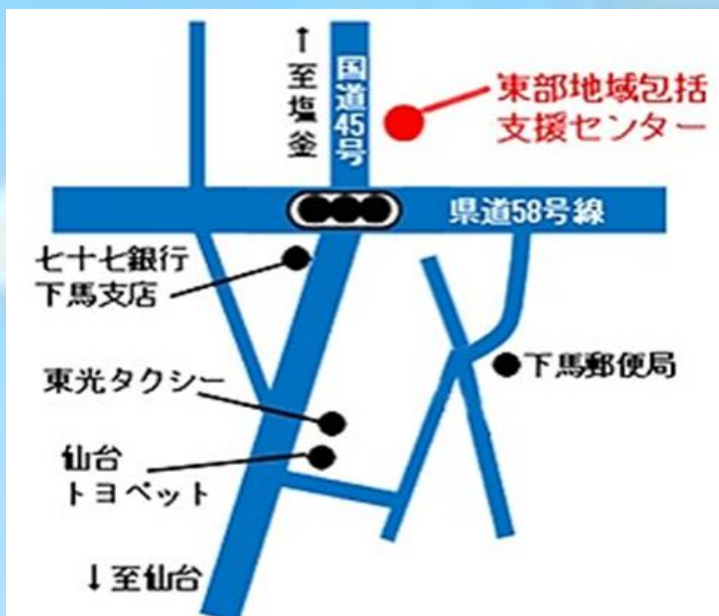 ↑至塩釜
国道45号
東部地域包括
支援センター
県道58号線
七十七銀行
下馬支店
下馬郵便局
東光タクシー
仙台
トヨペット
↓至仙台